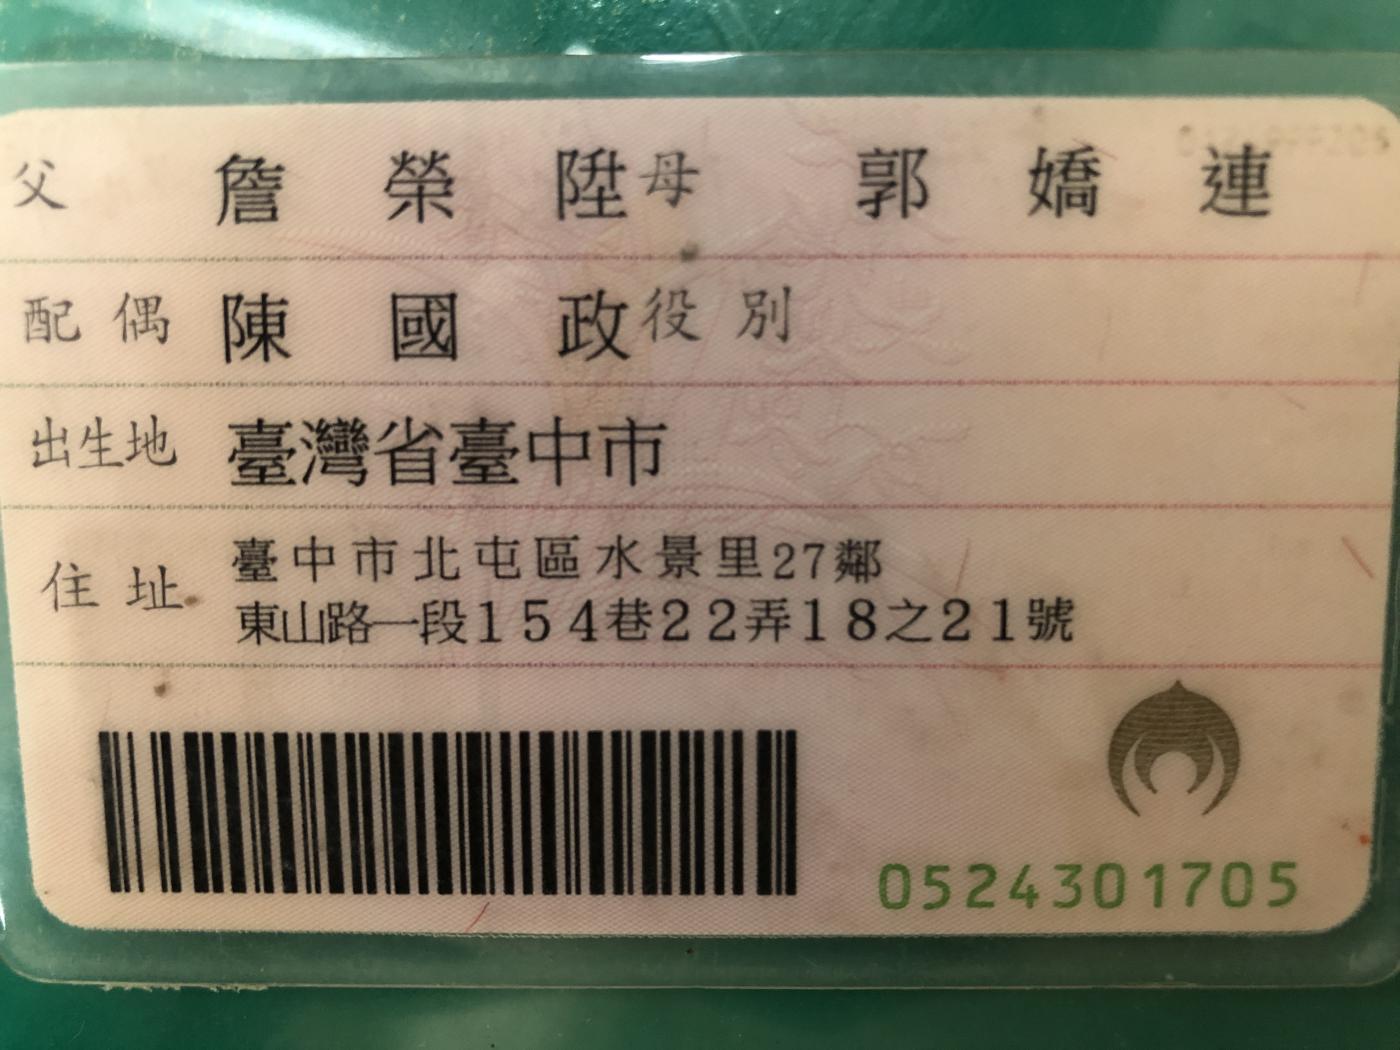 父 詹榮陞 母 郭嬌連
配偶 陳國政 役別
出生地 臺灣省臺中市
住址 臺中市北屯區水景里27鄰
東山路一段154巷22弄18之21號
0524301705